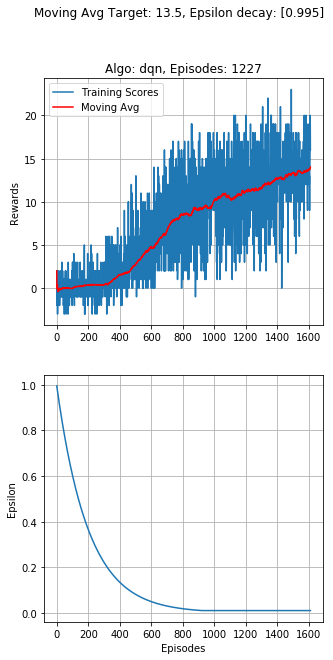 Moving Avg Target: 13.5, Epsilon decay: [0.995]
Algo: dqn, Episodes: 1227
Training Scores
Moving Avg
Rewards
20
15
10
5
0
0 200 400 600 800 1000 1200 1400 1600
Epsilon
1.0
0.8
0.6
0.4
0.2
0.0
0 200 400 600 800 1000 1200 1400 1600
Episodes